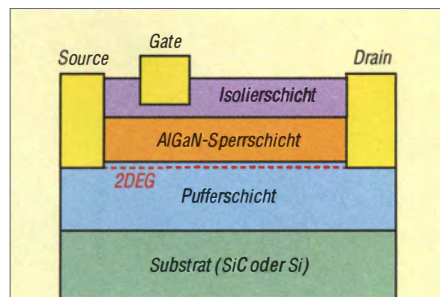 Gate
Source
Drain
Isolierschicht
AlGaN-Sperrschicht
2DEG
Pufferschicht
Substrat (SiC oder Si)